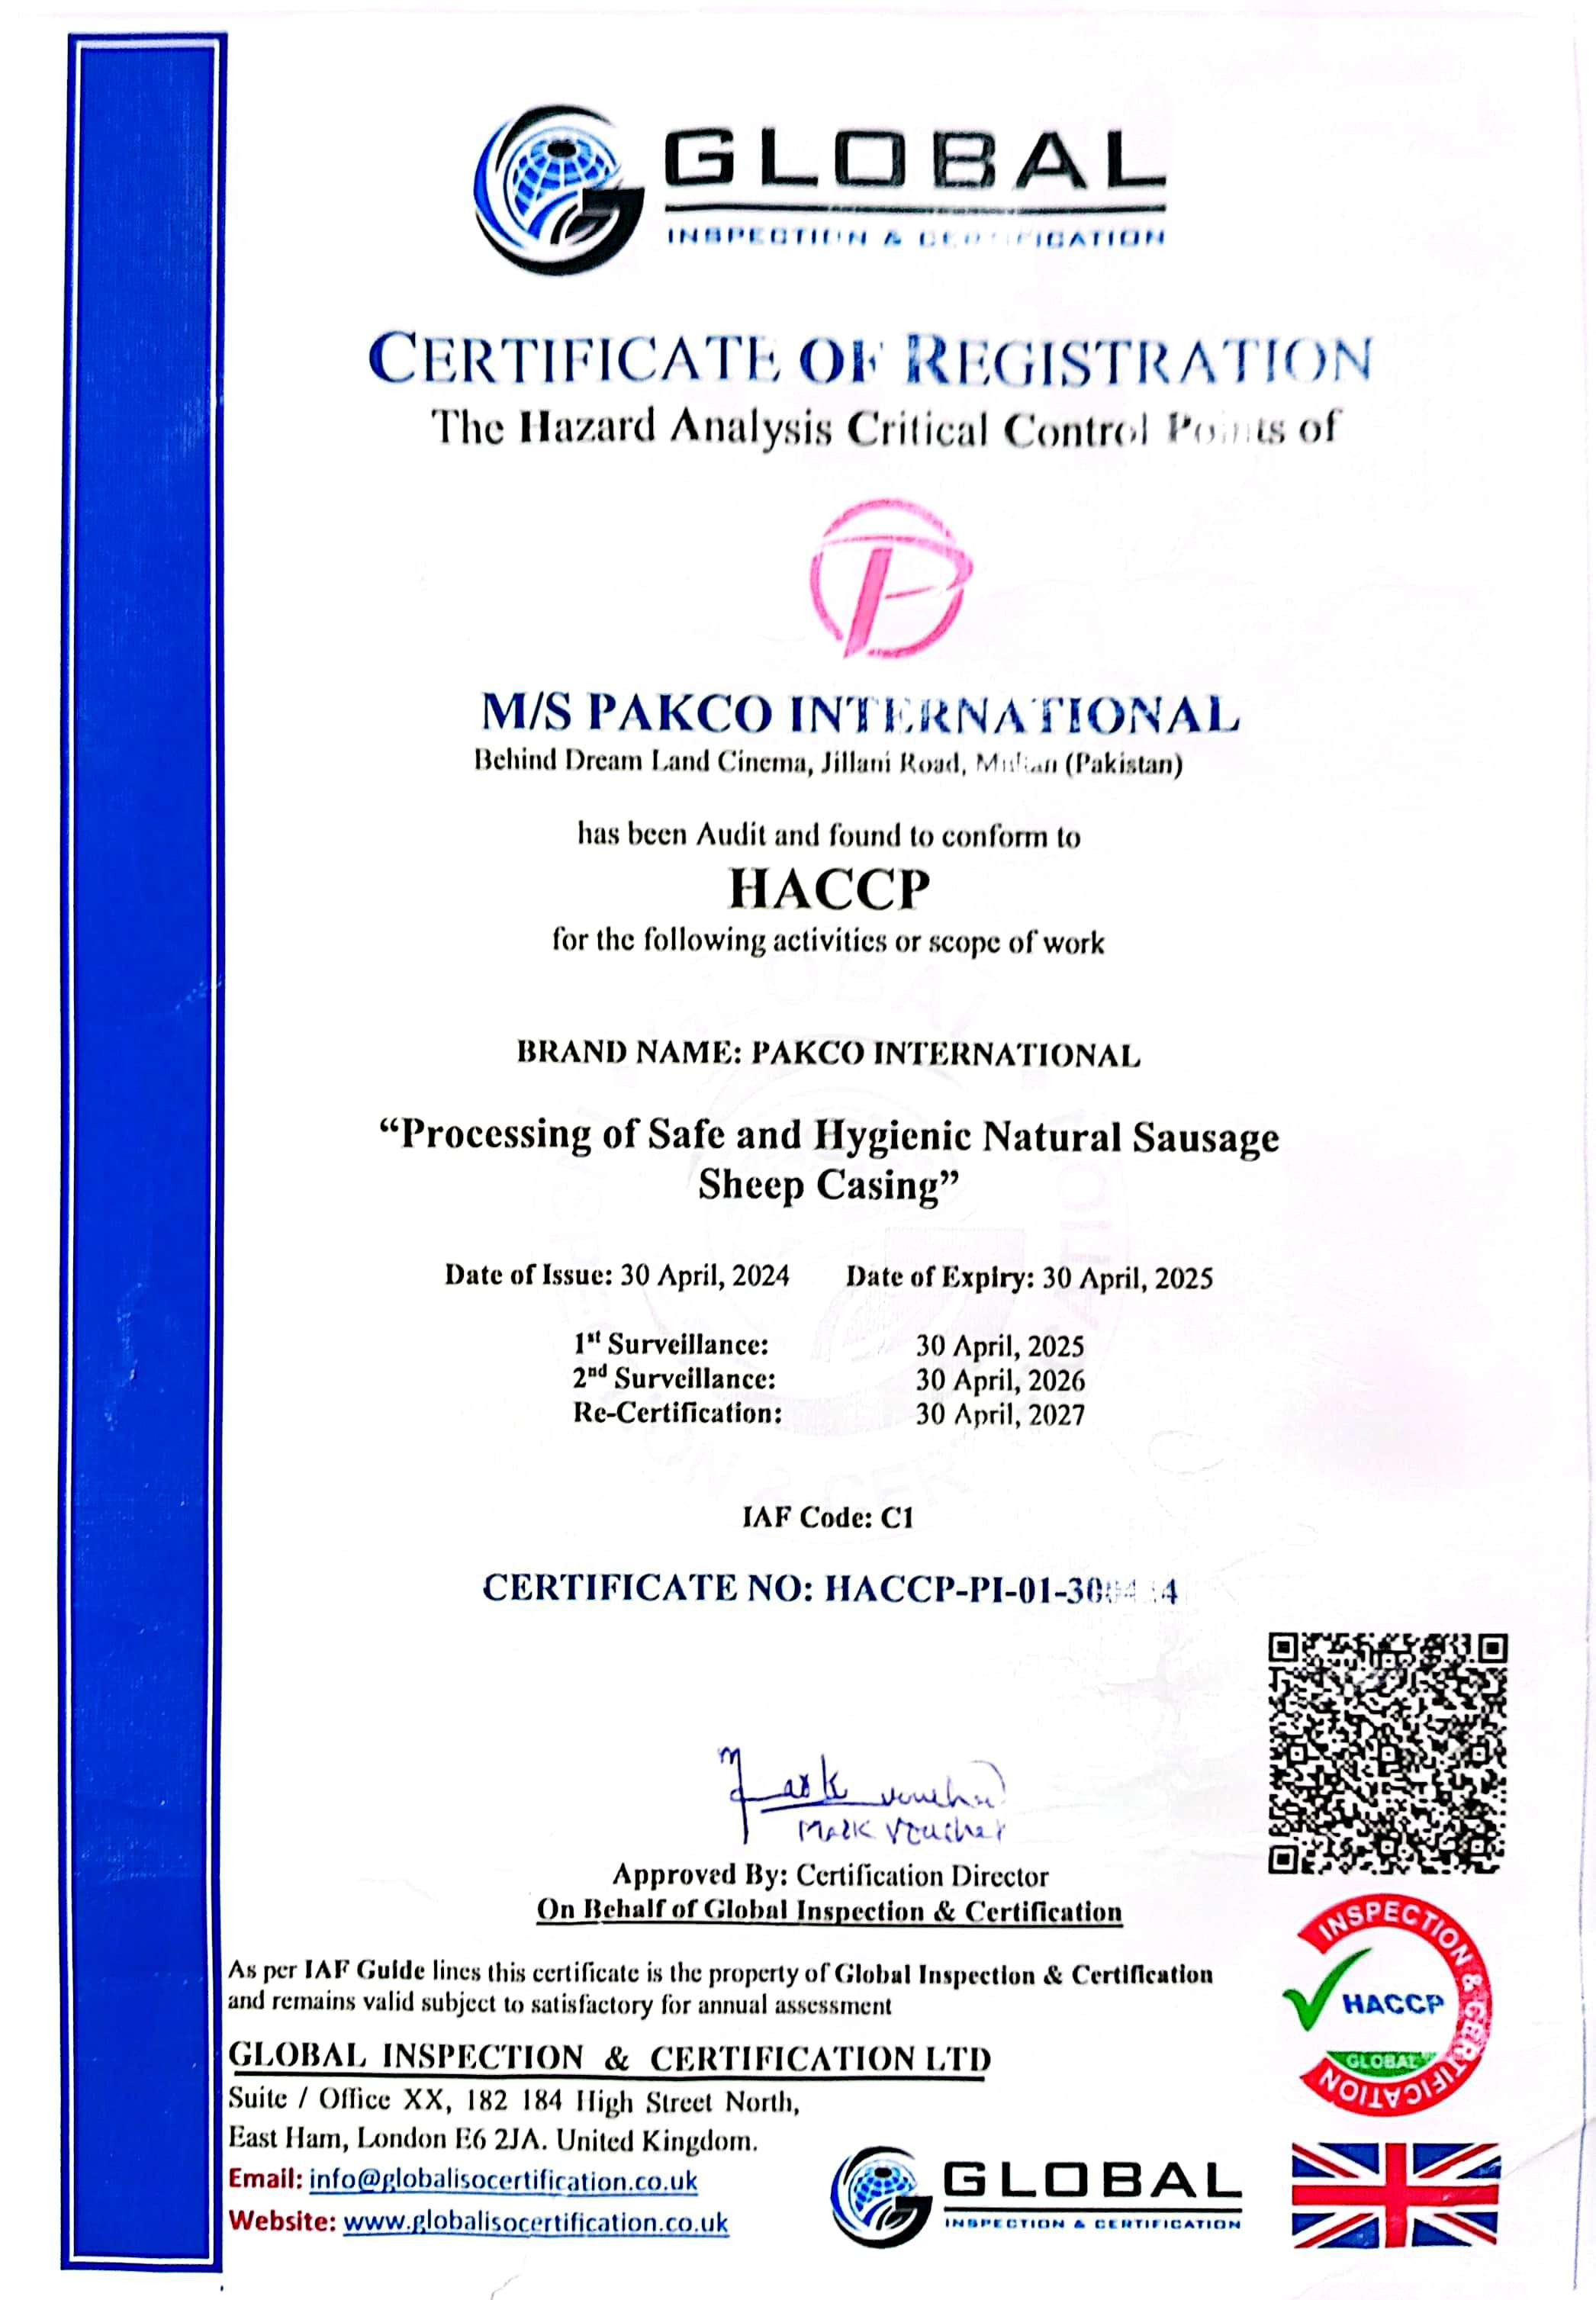 GLOBAL
INSPECTION & CERTIFICATION
CERTIFICATE OF REGISTRATION
The Hazard Analysis Critical Control Points of
M/S PAKCO INTERNATIONAL
Behind Dream Land Cinema, Jillani Road, Multan (Pakistan)
has been Audit and found to conform to
HACCP
for the following activities or scope of work
BRAND NAME: PAKCO INTERNATIONAL
“Processing of Safe and Hygienic Natural Sausage
Sheep Casing”
Date of Issue: 30 April, 2024 Date of Expiry: 30 April, 2025
1st Surveillance: 30 April, 2025
2nd Surveillance: 30 April, 2026
Re-Certification: 30 April, 2027
IAF Code: C1
CERTIFICATE NO:
Mark Voucher
Approved By: Certification Director
On Behalf of Global Inspection & Certification
As per IAF Guide lines this certificate is the property of Global Inspection & Certification
and remains valid subject to satisfactory for annual assessment
GLOBAL INSPECTION & CERTIFICATION LTD
Suite / Office XX, 182 184 High Street North,
East Ham, London E6 2JA. United Kingdom.
Email: info@globalisocertification.co.uk
Website: www.globalisocertification.co.uk
INSPECTION & CERTIFICATION
HACCP
GLOBAL
GLOBAL
INSPECTION & CERTIFICATION